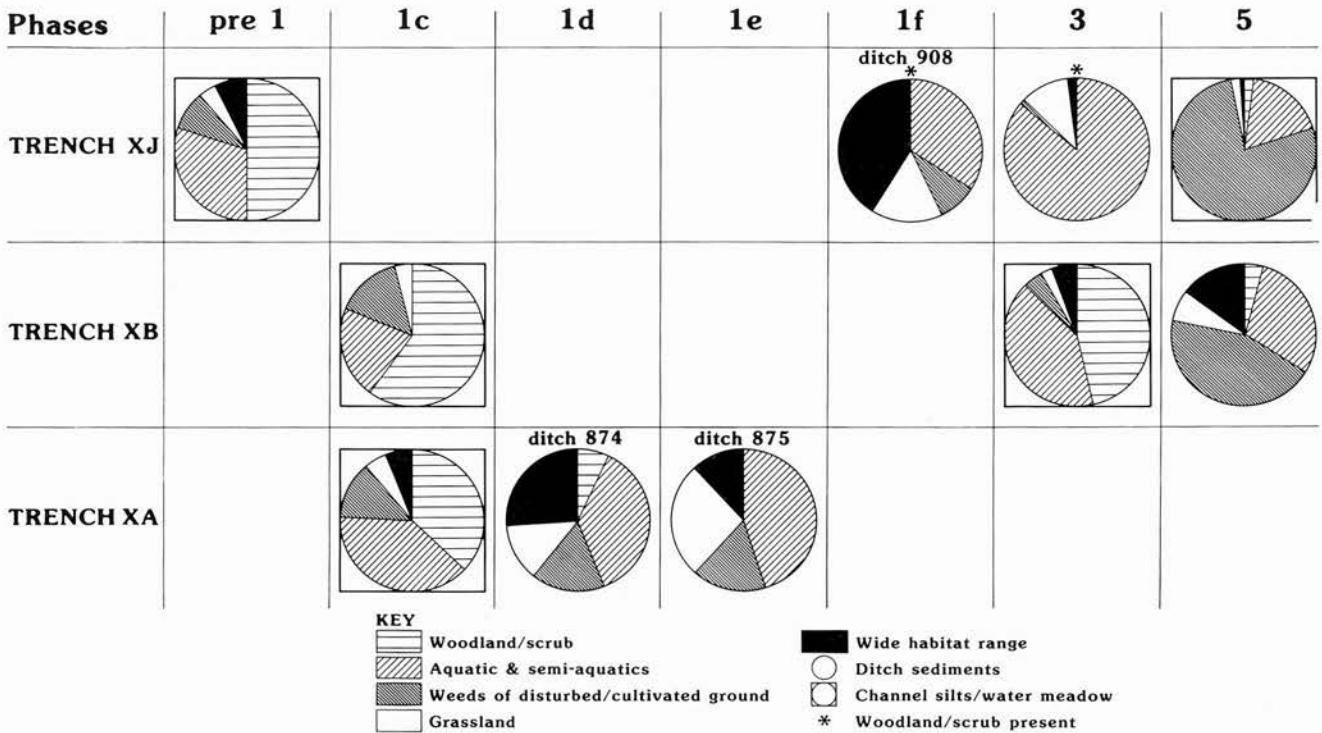 Phases pre 1 1c 1d 1e 1f 3 5
ditch 908
* *
TRENCH XJ
TRENCH XB
ditch 874 ditch 875
TRENCH XA
KEY
Woodland/scrub
Aquatic & semi-aquatics
Weeds of disturbed/cultivated ground
Grassland
Wide habitat range
Ditch sediments
Channel silts/water meadow
* Woodland/scrub present